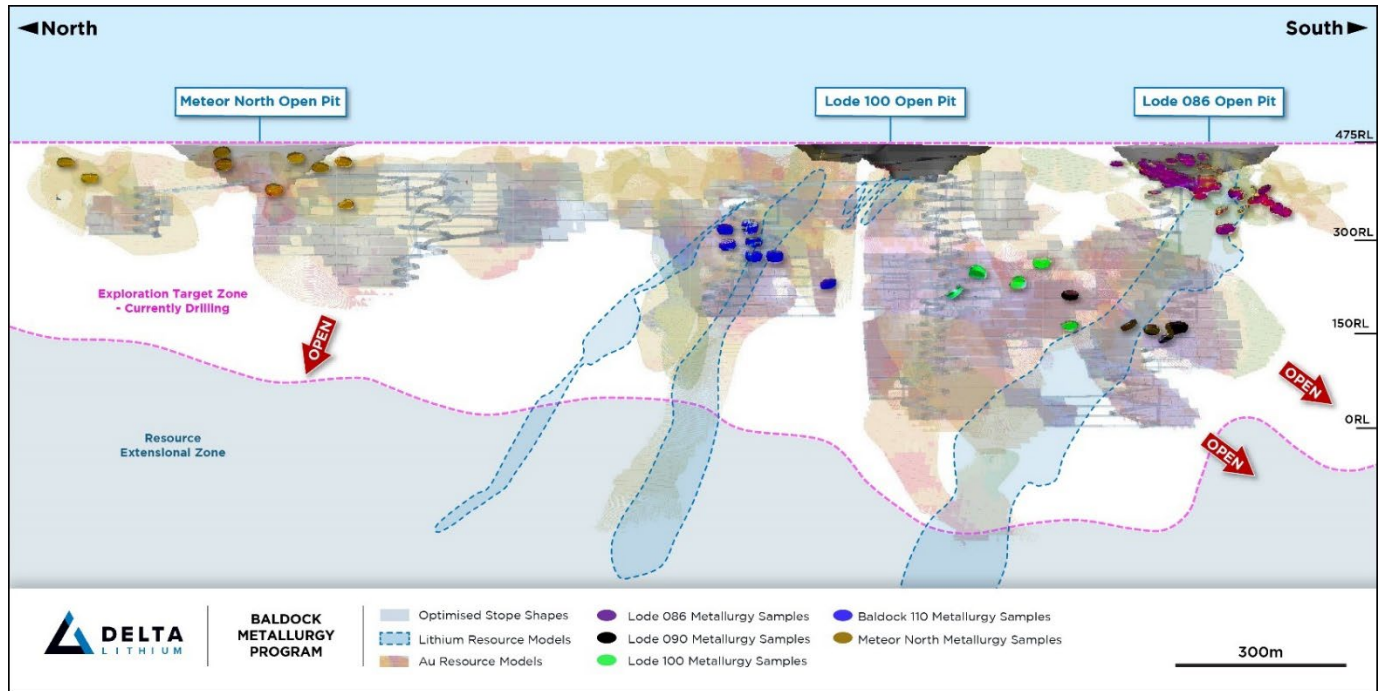 ◄North
South►
Meteor North Open Pit
Lode 100 Open Pit
Lode 086 Open Pit
475RL
300RL
Exploration Target Zone
- Currently Drilling
OPEN
150RL
OPEN
0RL
Resource
Extensional Zone
OPEN
DELTA
LITHIUM
BALDOCK
METALLURGY
PROGRAM
Optimised Stope Shapes
Lithium Resource Models
Au Resource Models
Lode 086 Metallurgy Samples
Lode 090 Metallurgy Samples
Lode 100 Metallurgy Samples
Baldock 110 Metallurgy Samples
Meteor North Metallurgy Samples
300m